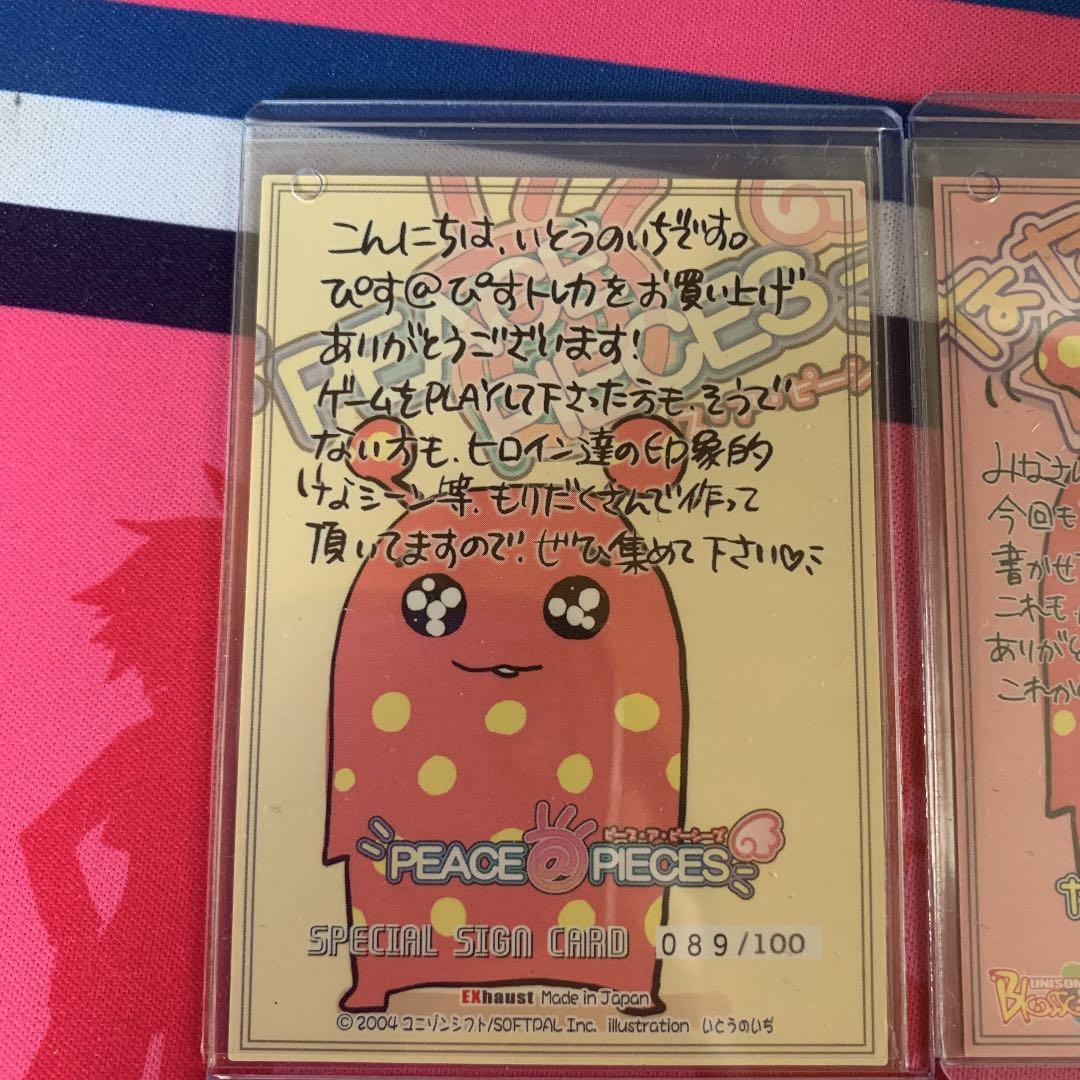 こんにちは、いとうのいぢです。
ぴす@ぴすトレカをお買い上げ
ありがとうございます!
ゲームをPLAYして下さった方も、そうで
ない方も、ヒロイン達の印象的
なシーン等、もりだくさんで作って
頂いてますので、ぜひ集めて下さい♡
PEACE@PIECES
ピース・ア・ピーシーズ
PEACE@PIECES
SPECIAL SIGN CARD 089/100
EXhaust Made in Japan
©2004 ユニゾンシフト/SOFTPAL Inc. illustration いとうのいぢ
みなさ
今回も
書かせ
これも
ありがと
これか
UNISON
Blosso